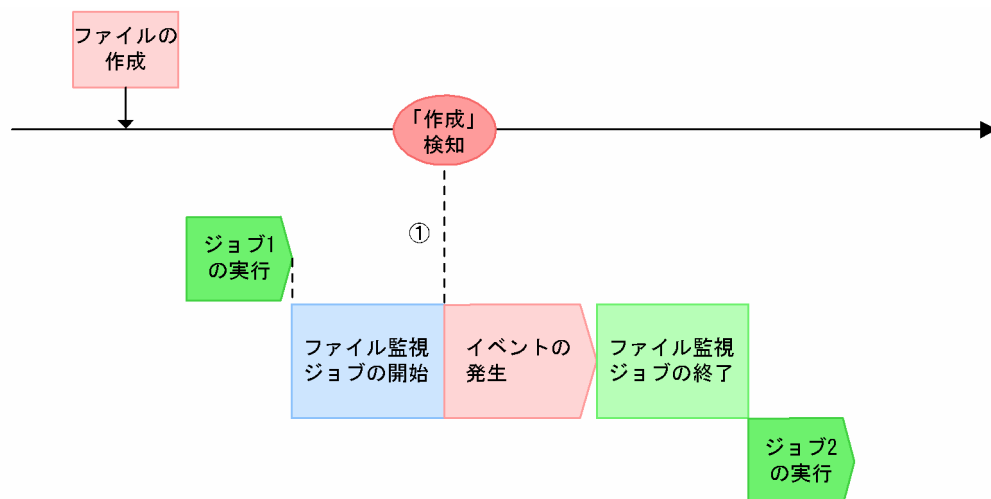 ファイルの
作成
「作成」
検知
①
ジョブ1
の実行
ファイル監視
ジョブの開始
イベントの
発生
ファイル監視
ジョブの終了
ジョブ2
の実行